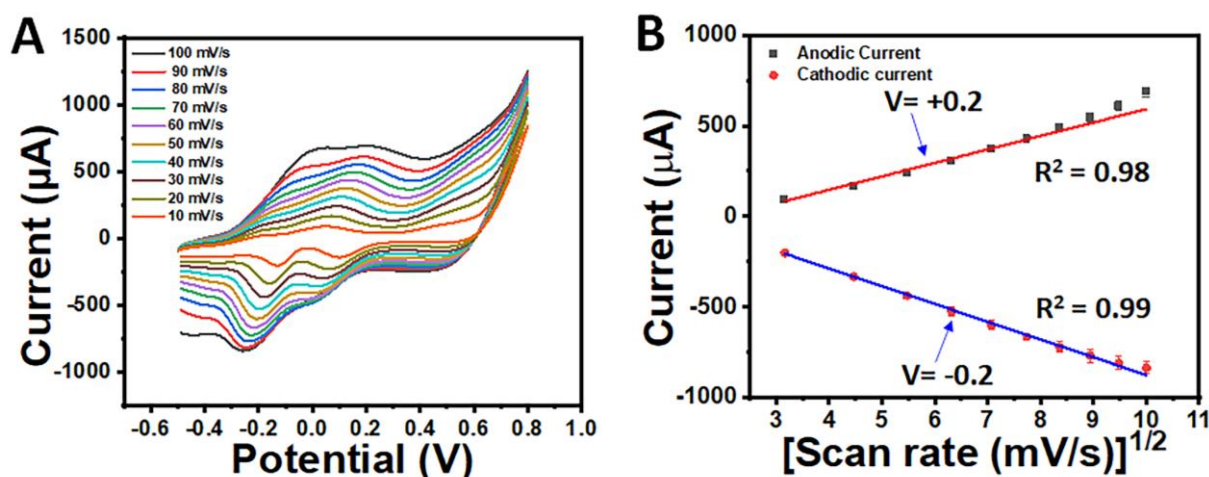 A
Current (µA)
1500
1000
500
0
-500
-1000
100 mV/s
90 mV/s
80 mV/s
70 mV/s
60 mV/s
50 mV/s
40 mV/s
30 mV/s
20 mV/s
10 mV/s
-0.6 -0.4 -0.2 0.0 0.2 0.4 0.6 0.8 1.0
Potential (V)
B
Current (µA)
1000
500
0
-500
-1000
Anodic Current
Cathodic current
V= +0.2
R² = 0.98
R² = 0.99
V= -0.2
3 4 5 6 7 8 9 10 11
[Scan rate (mV/s)]¹/²